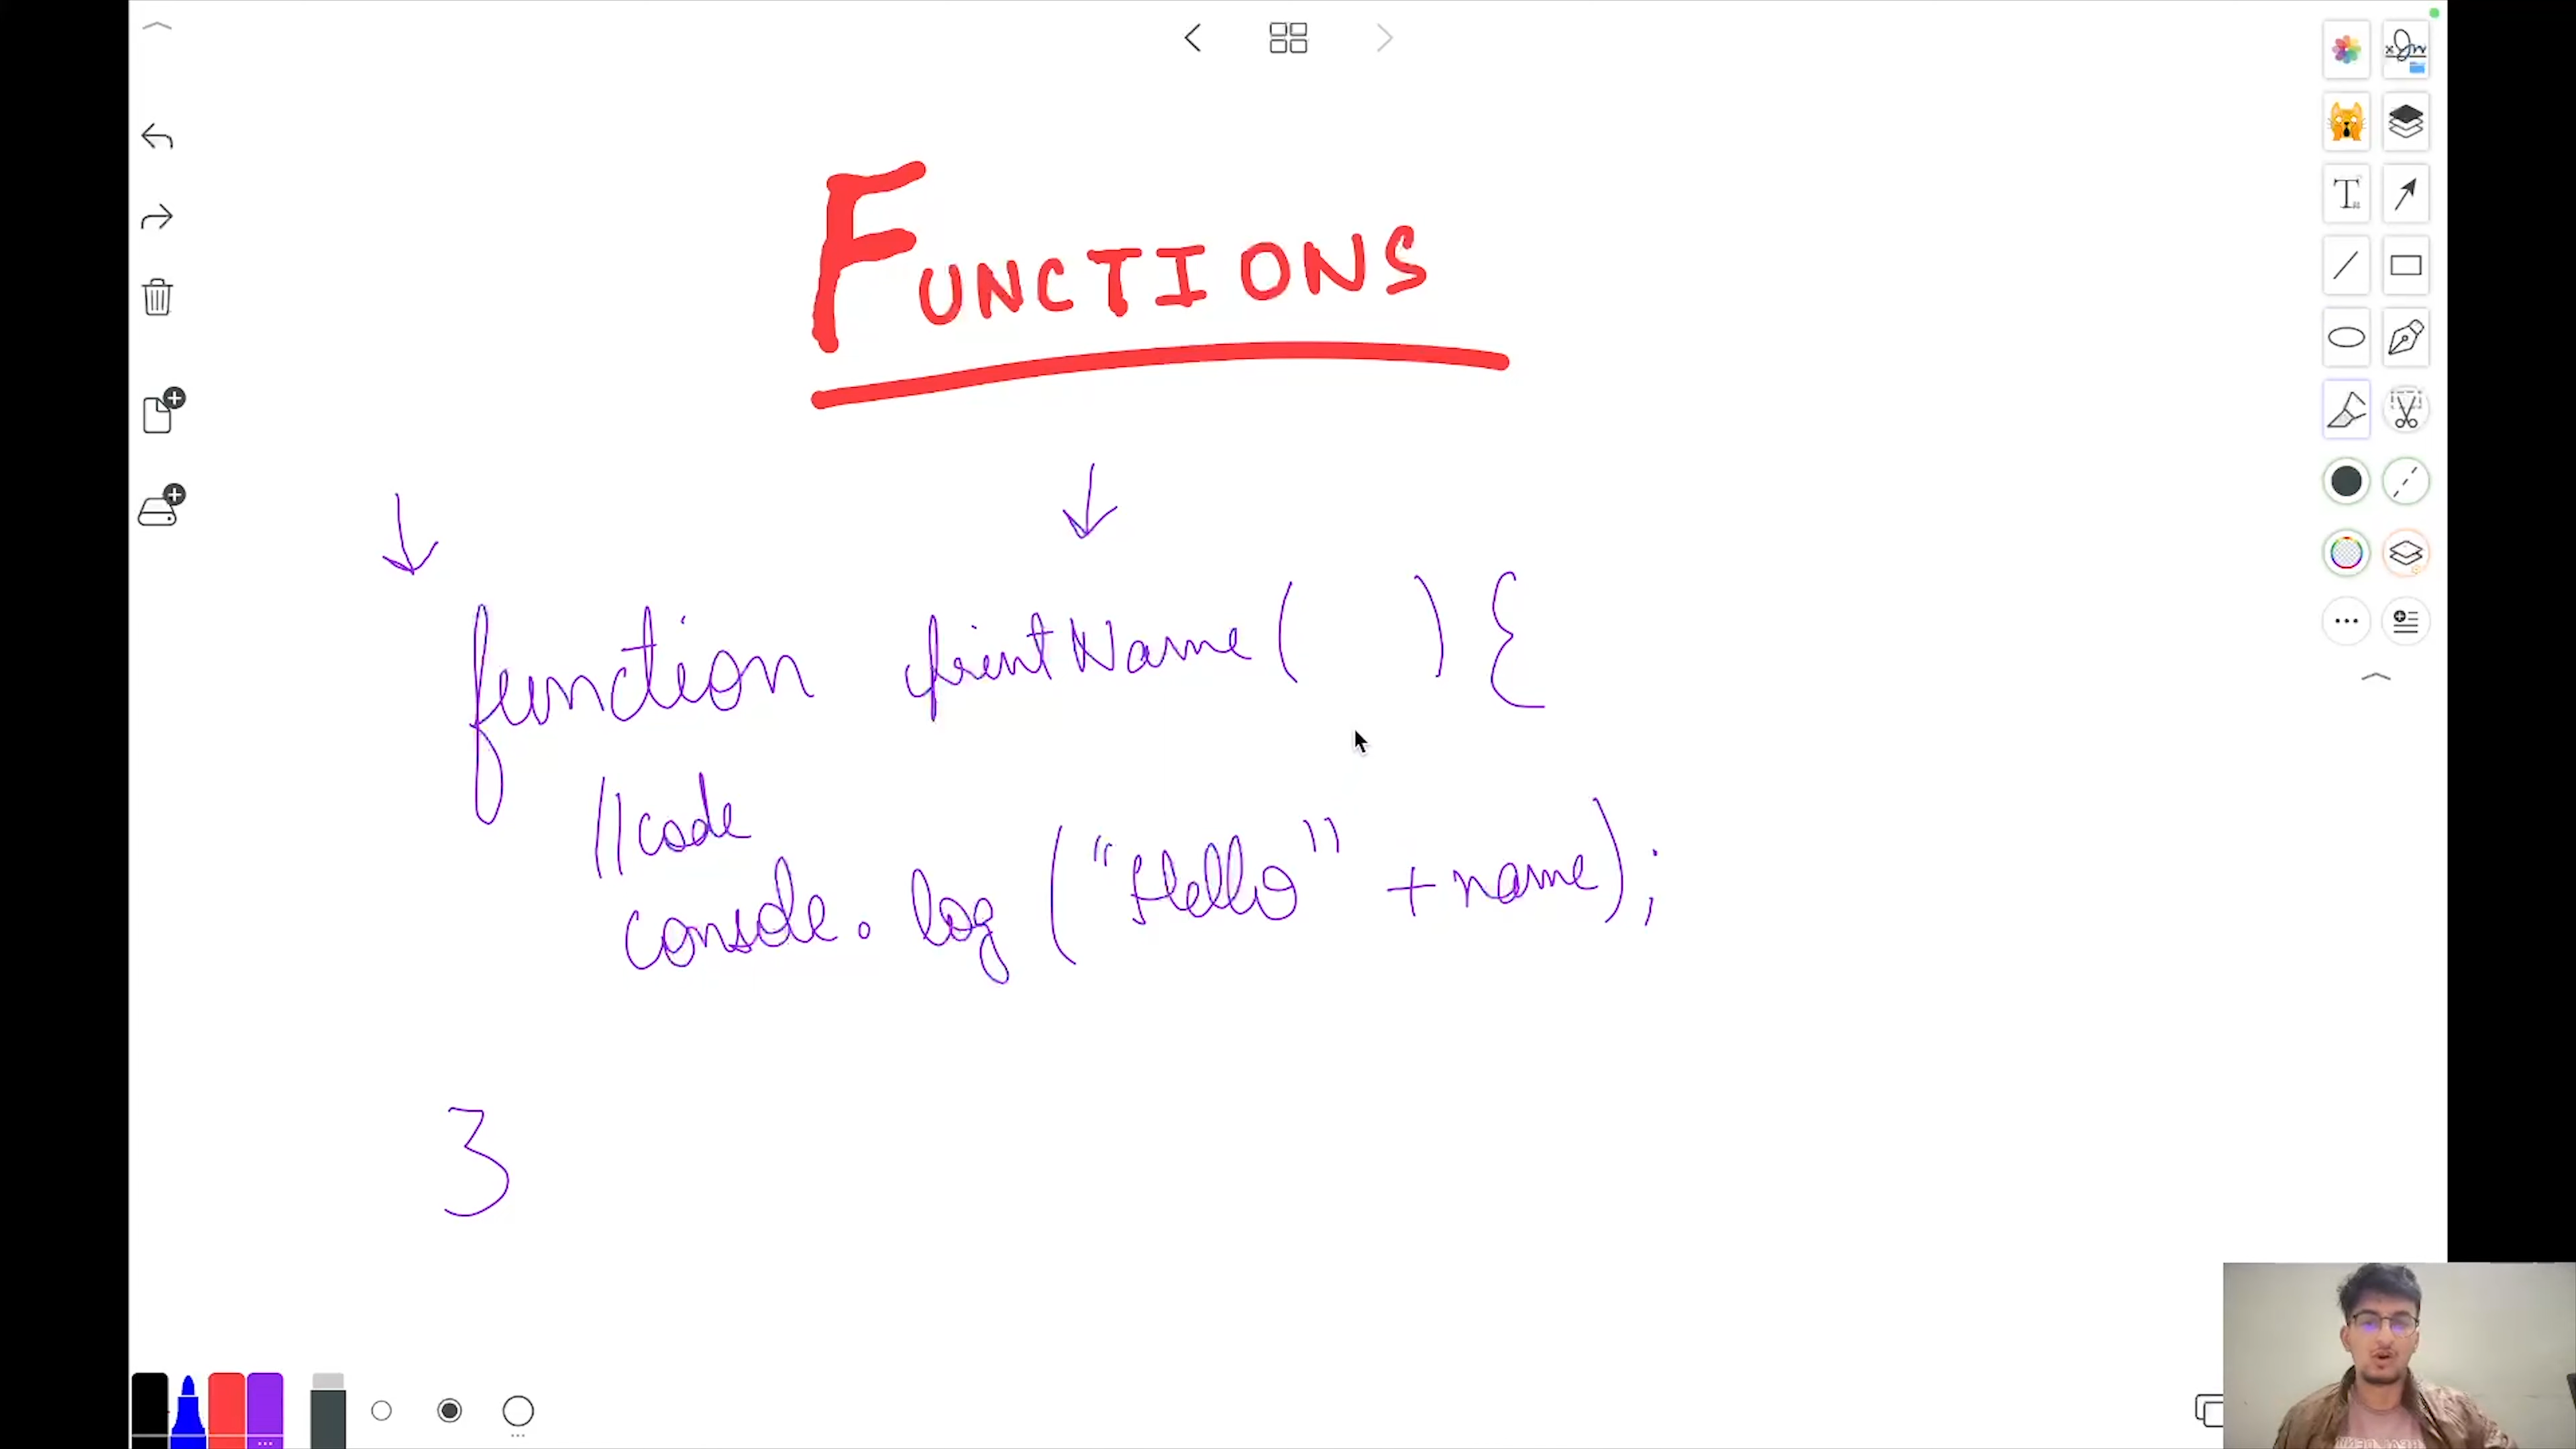 FUNCTIONS
function printName( ) {
//code
console.log ("Hello" + name);
}